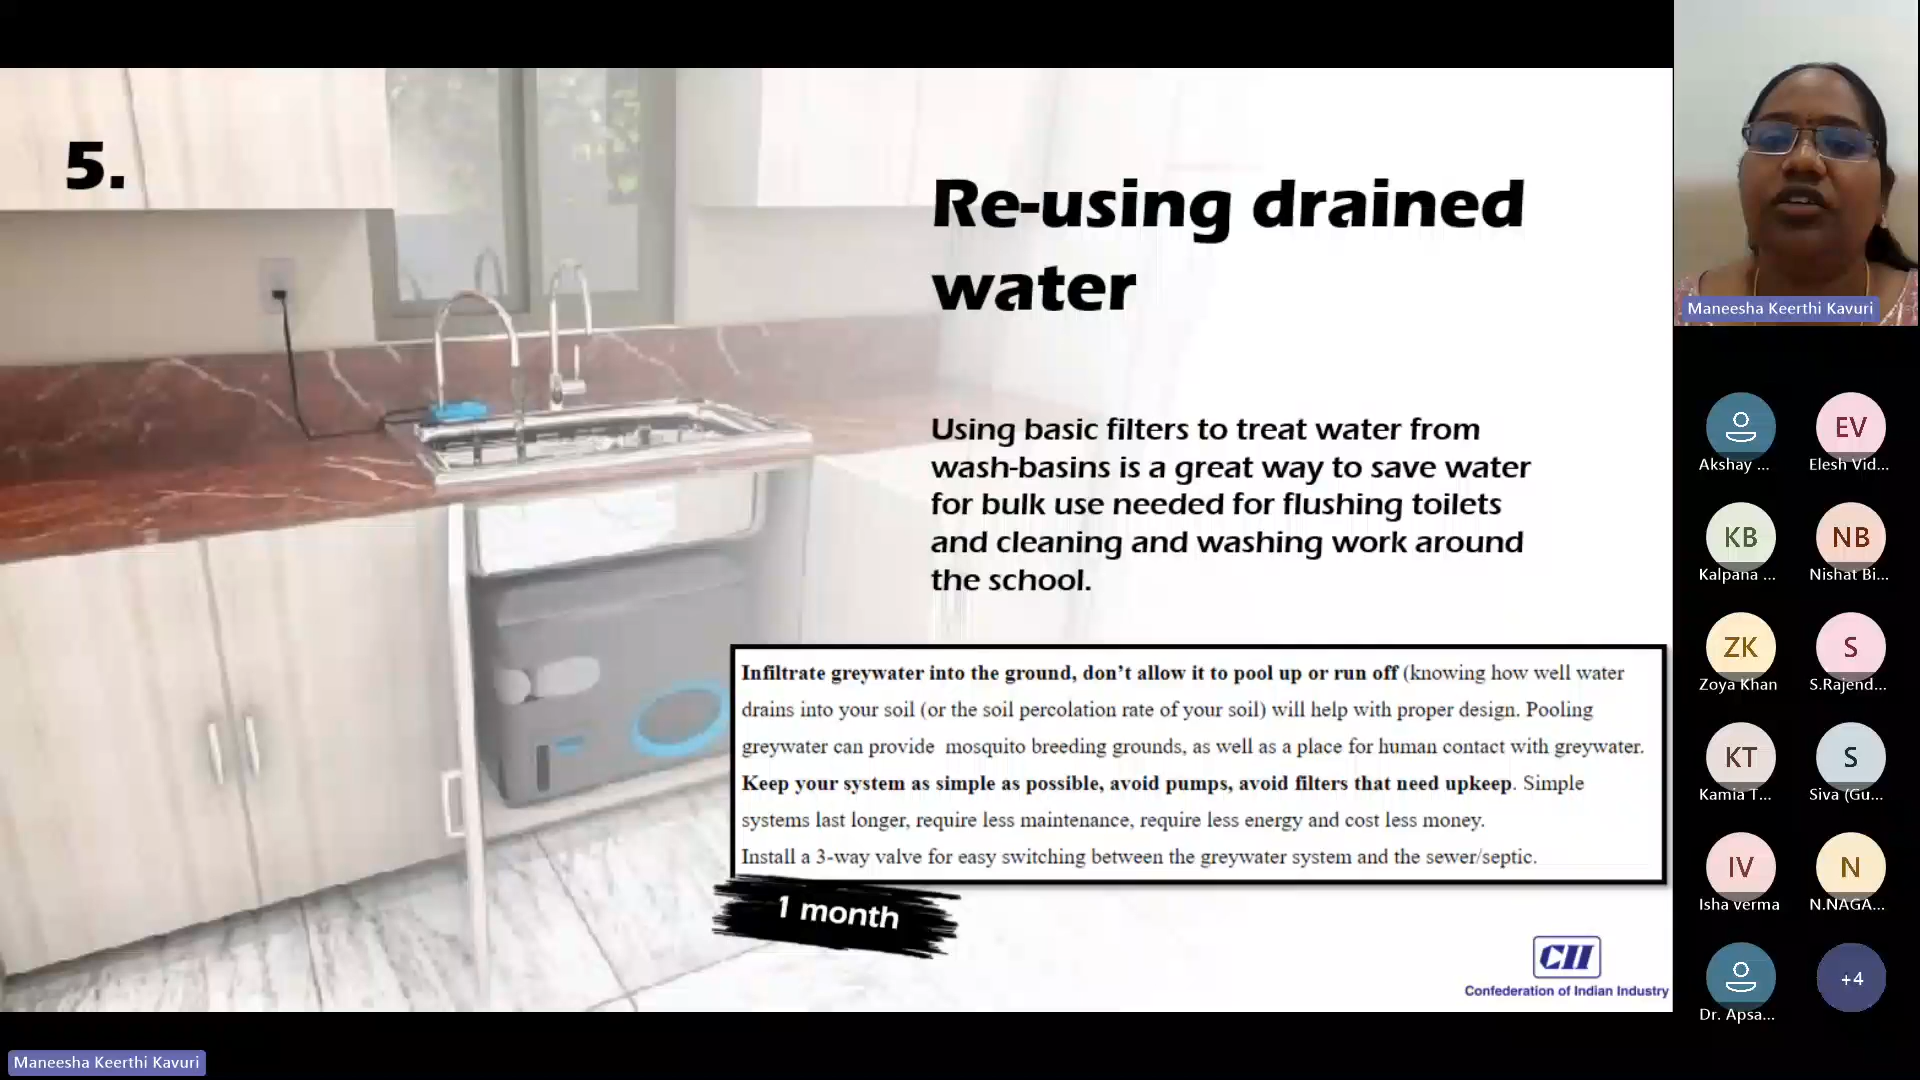 5.
Re-using drained
water
Using basic filters to treat water from
wash-basins is a great way to save water
for bulk use needed for flushing toilets
and cleaning and washing work around
the school.
Infiltrate greywater into the ground, don’t allow it to pool up or run off (knowing how well water
drains into your soil (or the soil percolation rate of your soil) will help with proper design. Pooling
greywater can provide mosquito breeding grounds, as well as a place for human contact with greywater.
Keep your system as simple as possible, avoid pumps, avoid filters that need upkeep. Simple
systems last longer, require less maintenance, require less energy and cost less money.
Install a 3-way valve for easy switching between the greywater system and the sewer/septic.
1 month
CII
Confederation of Indian Industry
Maneesha Keerthi Kavuri
Maneesha Keerthi Kavuri
EV
Akshay ...
Elesh Vid...
KB
NB
Kalpana ...
Nishat Bi...
ZK
S
Zoya Khan
S.Rajend...
KT
S
Kamia T...
Siva (Gu...
IV
N
Isha verma
N.NAGA...
+4
Dr. Apsa...